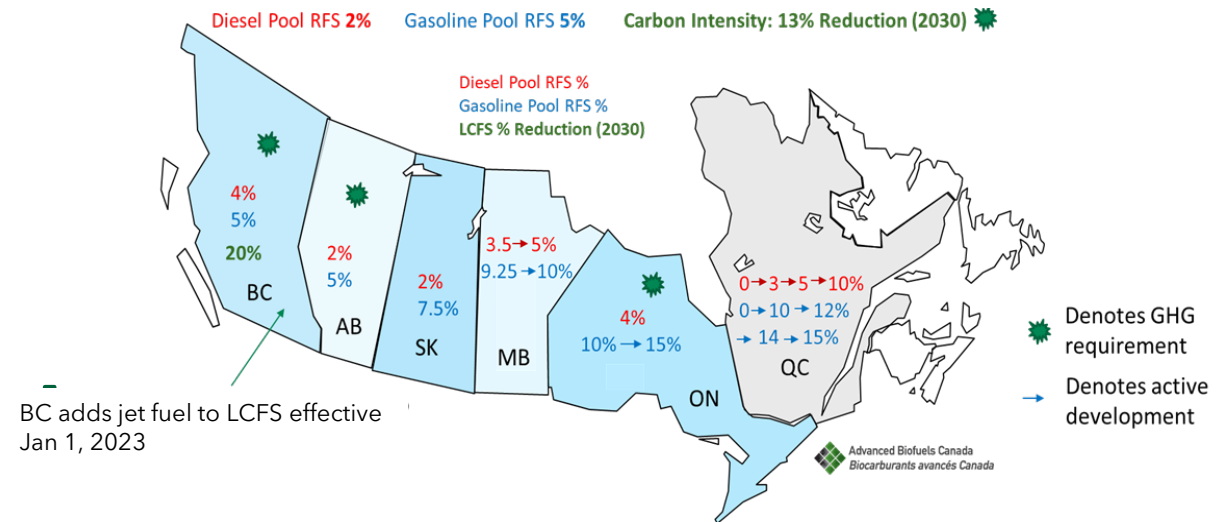 Diesel Pool RFS 2% Gasoline Pool RFS 5% Carbon Intensity: 13% Reduction (2030)
Diesel Pool RFS %
Gasoline Pool RFS %
LCFS % Reduction (2030)
4%
5%
20%
BC
2%
5%
AB
2%
7.5%
SK
3.5→5%
9.25→10%
MB
4%
10%→15%
ON
0→3→5→10%
0→10→12%
→14→15%
QC
Denotes GHG
requirement
→ Denotes active
development
BC adds jet fuel to LCFS effective
Jan 1, 2023
Advanced Biofuels Canada
Biocarburants avancés Canada